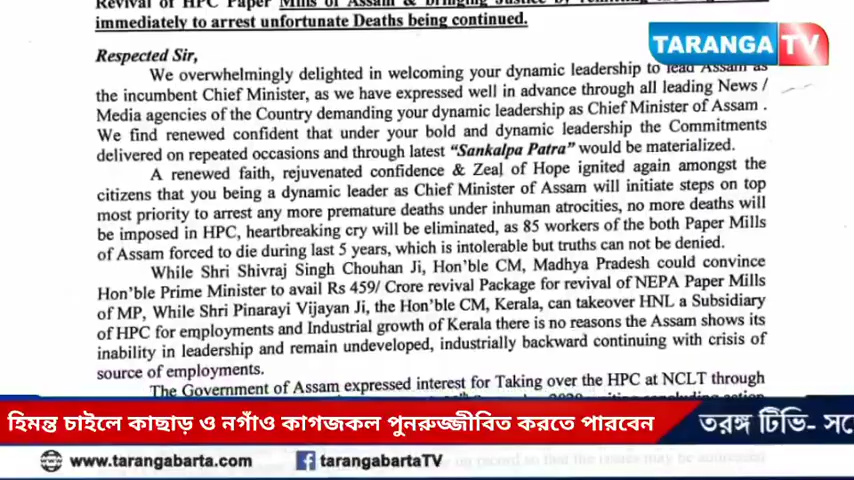 Revival of HPC Paper Mills of Assam & bringing Justice by
immediately to arrest unfortunate Deaths being continued.
TARANGA TV
Respected Sir,
We overwhelmingly delighted in welcoming your dynamic leadership to lead Assam as
the incumbent Chief Minister, as we have expressed well in advance through all leading News /
Media agencies of the Country demanding your dynamic leadership as Chief Minister of Assam .
We find renewed confident that under your bold and dynamic leadership the Commitments
delivered on repeated occasions and through latest "Sankalpa Patra" would be materialized.
A renewed faith, rejuvenated confidence & Zeal of Hope ignited again amongst the
citizens that you being a dynamic leader as Chief Minister of Assam will initiate steps on top
most priority to arrest any more premature deaths under inhuman atrocities, no more deaths will
be imposed in HPC, heartbreaking cry will be eliminated, as 85 workers of the both Paper Mills
of Assam forced to die during last 5 years, which is intolerable but truths can not be denied.
While Shri Shivraj Singh Chouhan Ji, Hon'ble CM, Madhya Pradesh could convince
Hon'ble Prime Minister to avail Rs 459/ Crore revival Package for revival of NEPA Paper Mills
of MP, While Shri Pinarayi Vijayan Ji, the Hon'ble CM, Kerala, can takeover HNL a Subsidiary
of HPC for employments and Industrial growth of Kerala there is no reasons the Assam shows its
inability in leadership and remain undeveloped, industrially backward continuing with crisis of
source of employments.
The Government of Assam expressed interest for Taking over the HPC at NCLT through
হিমন্ত চাইলে কাছাড় ও নগাঁও কাগজকল পুনরুজ্জীবিত করতে পারবেন
তরঙ্গ টিভি- সে
www.tarangabarta.com
tarangabartaTV